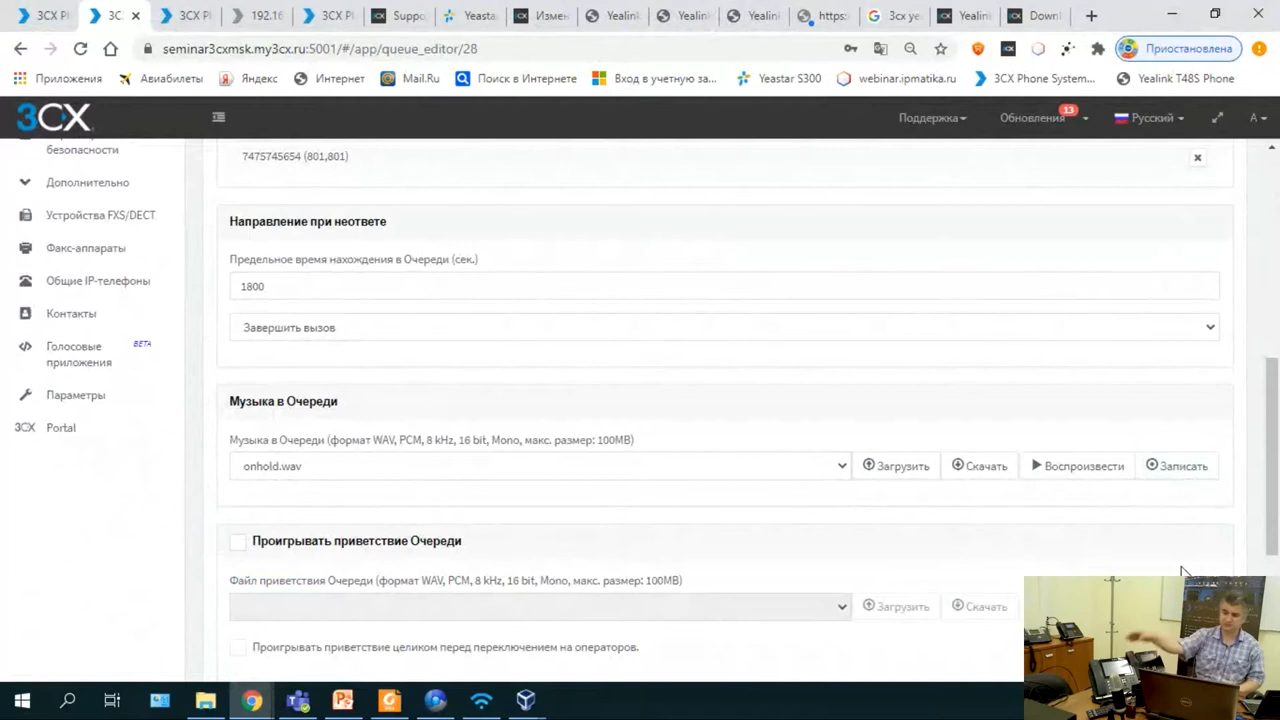 3CX Pl
3C
3CX Pl
192.16
3CX Pl
Suppo
Yeasta
Измен
Yealink
Yealin
Yealink
https:
3cx ye
Yealin
Downl
seminar3cxmsk.my3cx.ru:5001/#/app/queue_editor/28
Приостановлена
Приложения
Авиабилеты
Яндекс
Интернет
Mail.Ru
Поиск в Интернете
Вход в учетную за...
Yeastar S300
webinar.ipmatika.ru
3CX Phone System...
Yealink T48S Phone
3CX
Поддержка
Обновления 13
Русский
A
безопасности
Дополнительно
Устройства FXS/DECT
Факс-аппараты
Общие IP-телефоны
Контакты
Голосовые приложения BETA
Параметры
3CX Portal
7475745654 (801,801)
Направление при неответе
Предельное время нахождения в Очереди (сек.)
1800
Завершить вызов
Музыка в Очереди
Музыка в Очереди (формат WAV, PCM, 8 kHz, 16 bit, Mono, макс. размер: 100MB)
onhold.wav
Загрузить
Скачать
Воспроизвести
Записать
Проигрывать приветствие Очереди
Файл приветствия Очереди (формат WAV, PCM, 8 kHz, 16 bit, Mono, макс. размер: 100MB)
Загрузить
Скачать
Проигрывать приветствие целиком перед переключением на операторов.